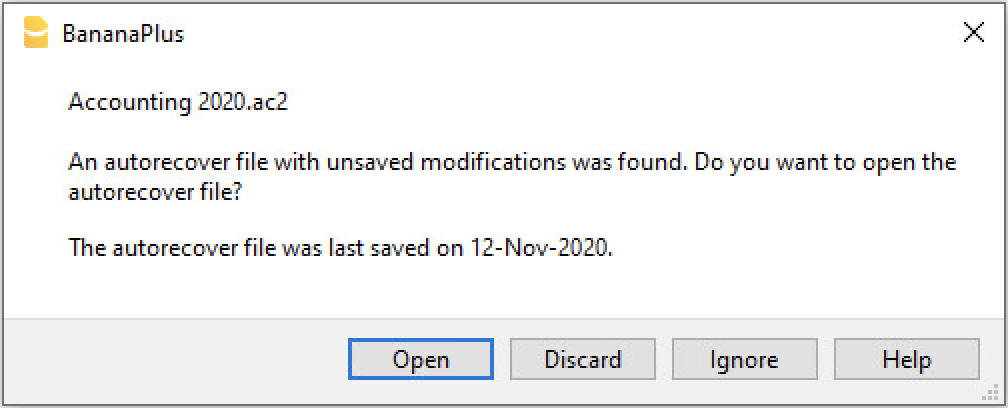 BananaPlus
Accounting 2020.ac2
An autorecover file with unsaved modifications was found. Do you want to open the
autorecover file?
The autorecover file was last saved on 12-Nov-2020.
Open Discard Ignore Help